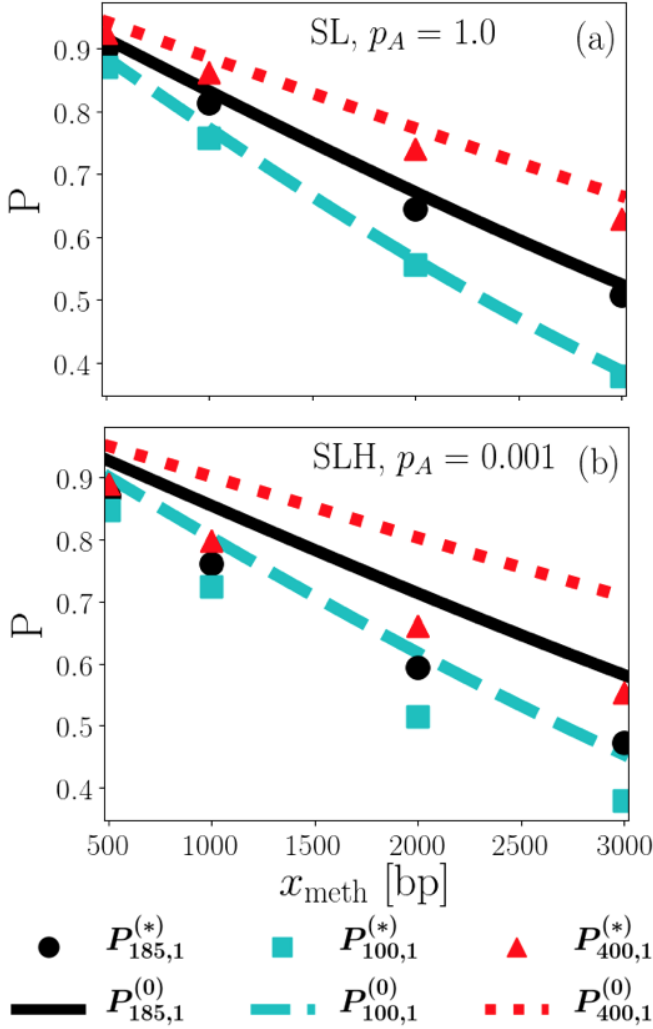 SL, p_A = 1.0 (a)
0.9
0.8
0.7
0.6
0.5
0.4
P
SLH, p_A = 0.001 (b)
0.9
0.8
0.7
0.6
0.5
0.4
P
500 1000 1500 2000 2500 3000
x_meth [bp]
P^(*)_185,1 P^(*)_100,1 P^(*)_400,1
P^(0)_185,1 P^(0)_100,1 P^(0)_400,1